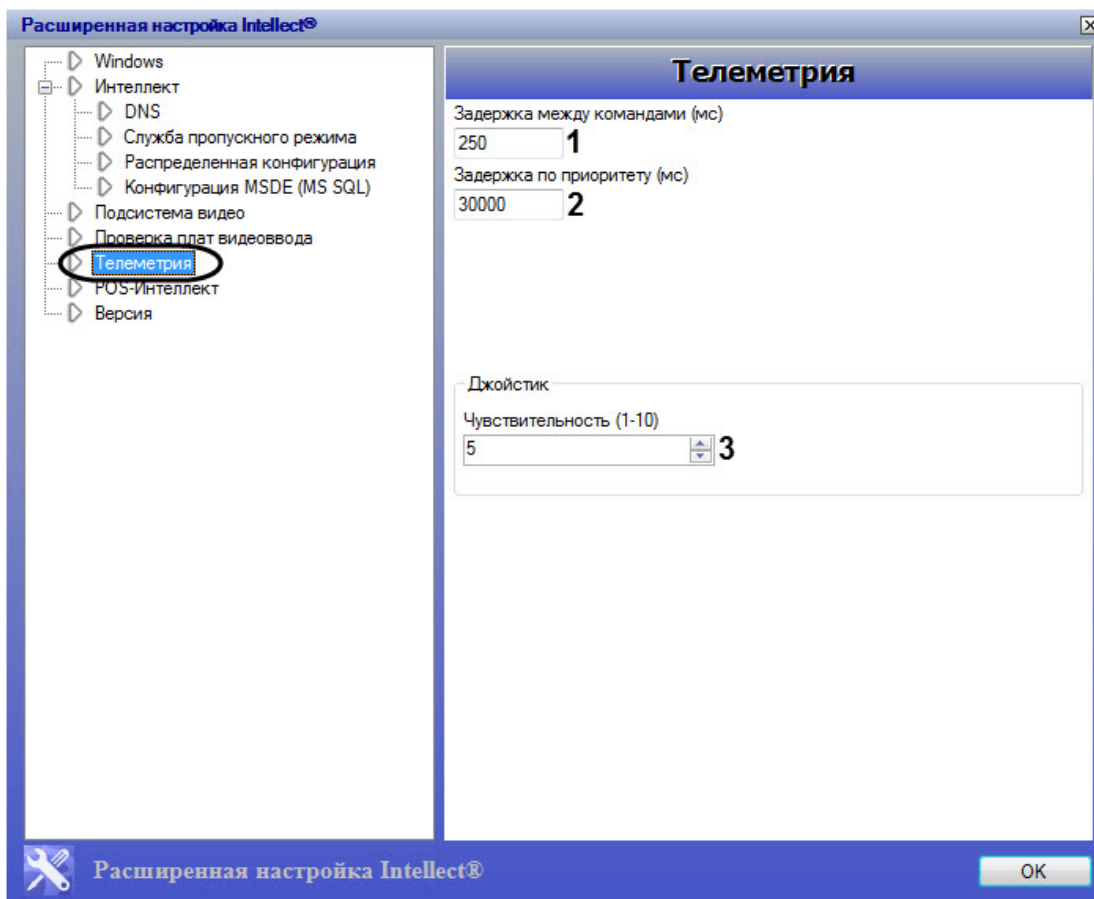 Расширенная настройка Intellect®
Windows
Интеллект
DNS
Служба пропускного режима
Распределенная конфигурация
Конфигурация MSDE (MS SQL)
Подсистема видео
Проверка плат видеоввода
Телеметрия
POS-Интеллект
Версия
Телеметрия
Задержка между командами (мс)
250 1
Задержка по приоритету (мс)
30000 2
Джойстик
Чувствительность (1-10)
5 3
Расширенная настройка Intellect®
OK